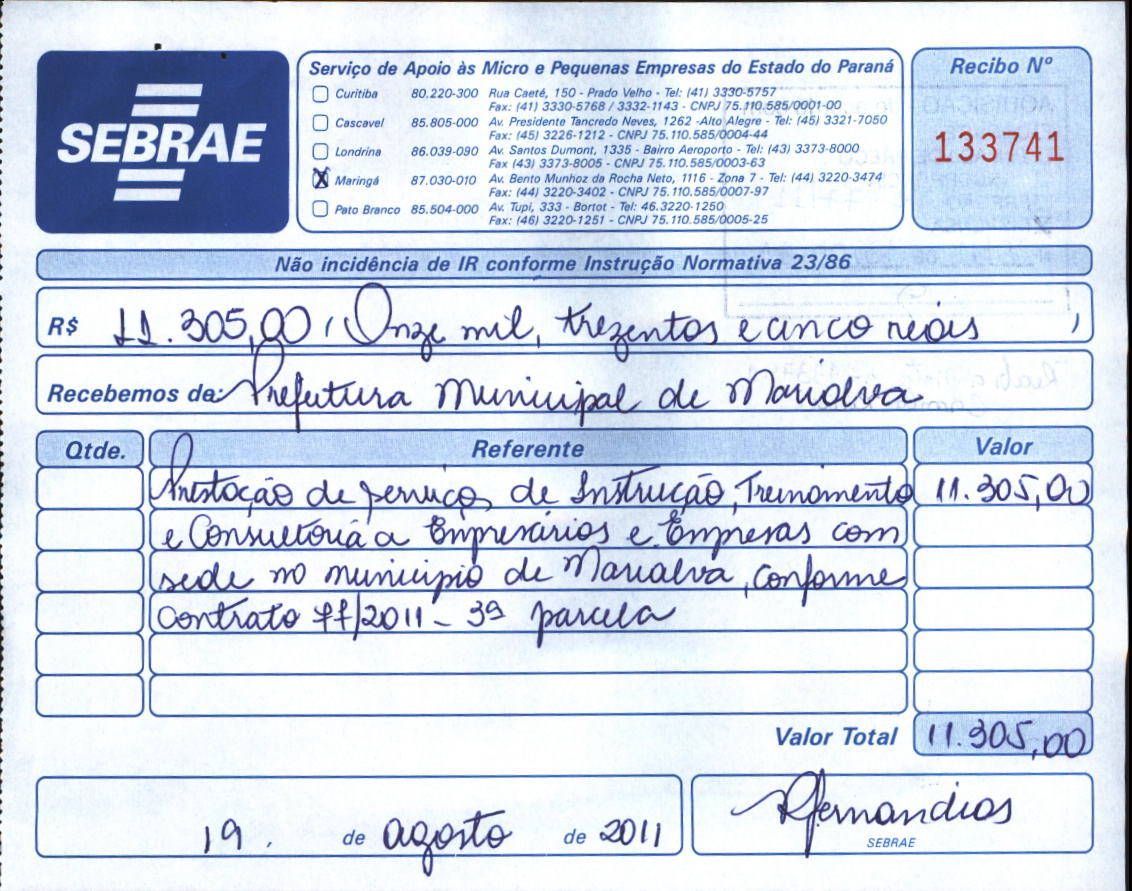 SEBRAE
Serviço de Apoio às Micro e Pequenas Empresas do Estado do Paraná
Curitiba 80.220-300 Rua Caeté, 150 - Prado Velho - Tel: (41) 3330-5757
Fax: (41) 3330-5768 / 3332-1143 - CNPJ 75.110.585/0001-00
Cascavel 85.805-000 Av. Presidente Tancredo Neves, 1262 -Alto Alegre - Tel: (45) 3321-7050
Fax: (45) 3226-1212 - CNPJ 75.110.585/0004-44
Londrina 86.039-090 Av. Santos Dumont, 1335 - Bairro Aeroporto - Tel: (43) 3373-8000
Fax (43) 3373-8005 - CNPJ 75.110.585/0003-63
X Maringá 87.030-010 Av. Bento Munhoz da Rocha Neto, 1116 - Zona 7 - Tel: (44) 3220-3474
Fax: (44) 3220-3402 - CNPJ 75.110.585/0007-97
Pato Branco 85.504-000 Av. Tupi, 333 - Bortot - Tel: 46.3220-1250
Fax: (46) 3220-1251 - CNPJ 75.110.585/0005-25
Recibo Nº
133741
Não incidência de IR conforme Instrução Normativa 23/86
R$ 11.305,00 ( Onze mil, trezentos e cinco reais )
Recebemos de: Prefeitura Municipal de Marialva
Qtde. Referente Valor
Prestação de serviços de Instrução, Treinamento 11.305,00
e Consultoria a Empresários e Empresas com
sede no município de Marialva, conforme
Contrato 77/2011 - 3ª parcela
Valor Total 11.305,00
19 de agosto de 2011
SEBRAE